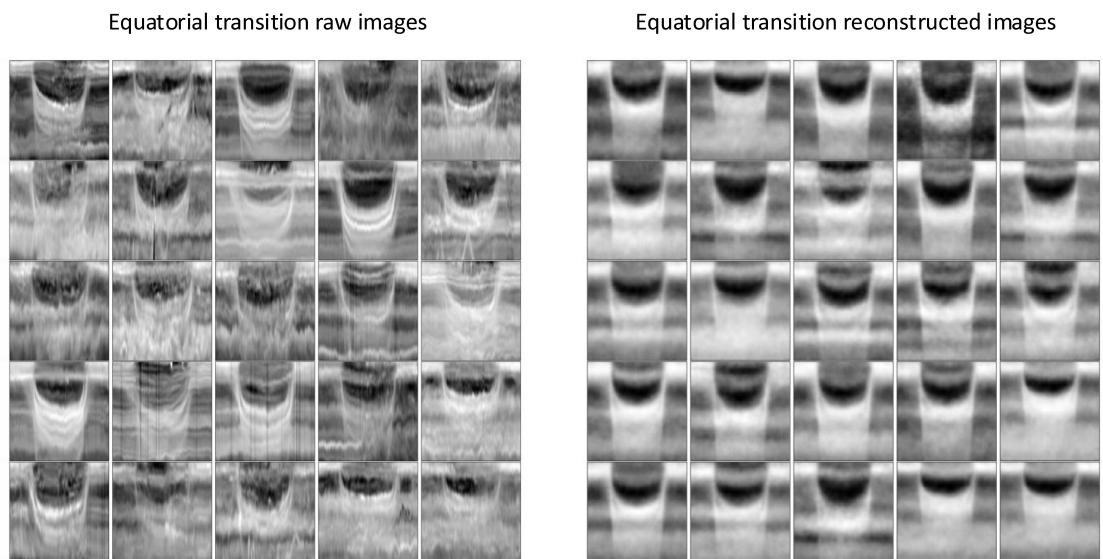 Equatorial transition raw images
Equatorial transition reconstructed images